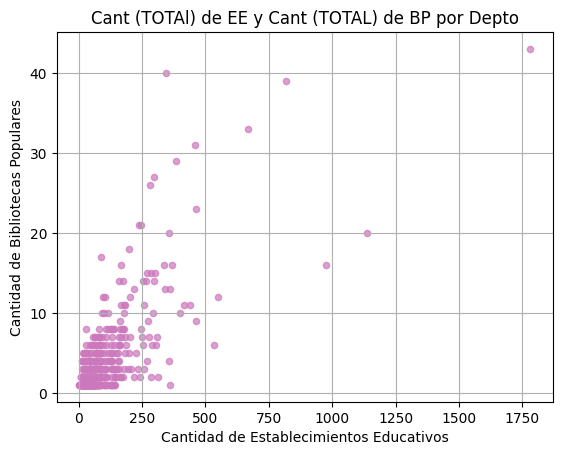 Cant (TOTAl) de EE y Cant (TOTAL) de BP por Depto
Cantidad de Bibliotecas Populares
40
30
20
10
0
0 250 500 750 1000 1250 1500 1750
Cantidad de Establecimientos Educativos